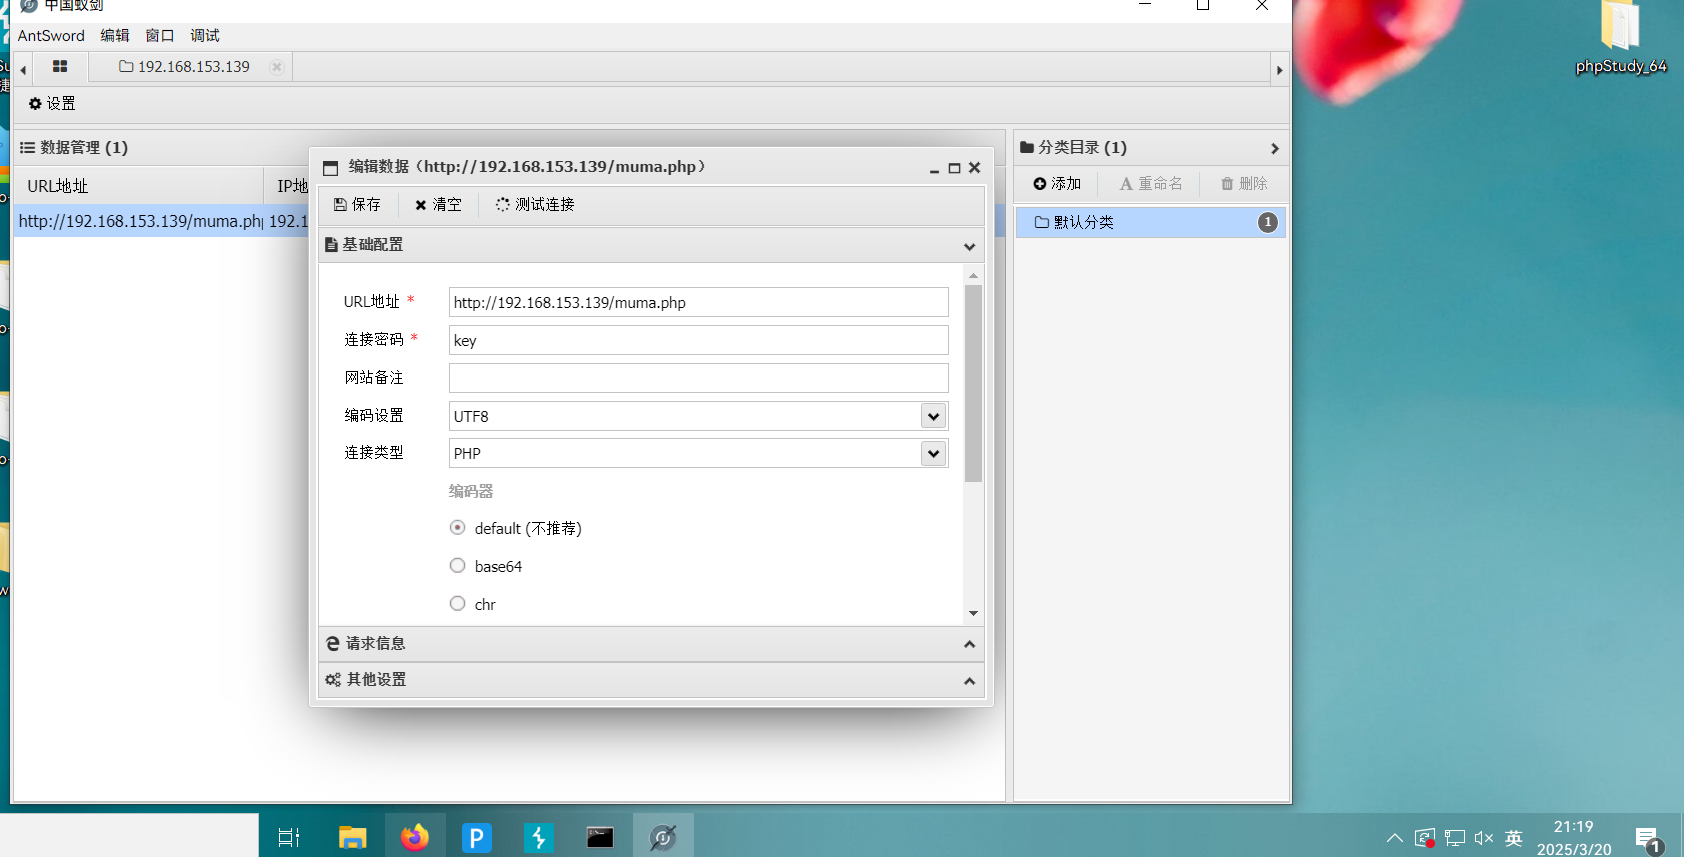 中国蚁剑
AntSword 编辑 窗口 调试
192.168.153.139
设置
数据管理 (1)
URL地址 IP地
http://192.168.153.139/muma.ph 192.1
编辑数据（http://192.168.153.139/muma.php）
保存 清空 测试连接
基础配置
URL地址 *
http://192.168.153.139/muma.php
连接密码 *
key
网站备注
编码设置
UTF8
连接类型
PHP
编码器
default (不推荐)
base64
chr
请求信息
其他设置
分类目录 (1)
添加 重命名 删除
默认分类 1
phpStudy_64
英
21:19
2025/3/20
1